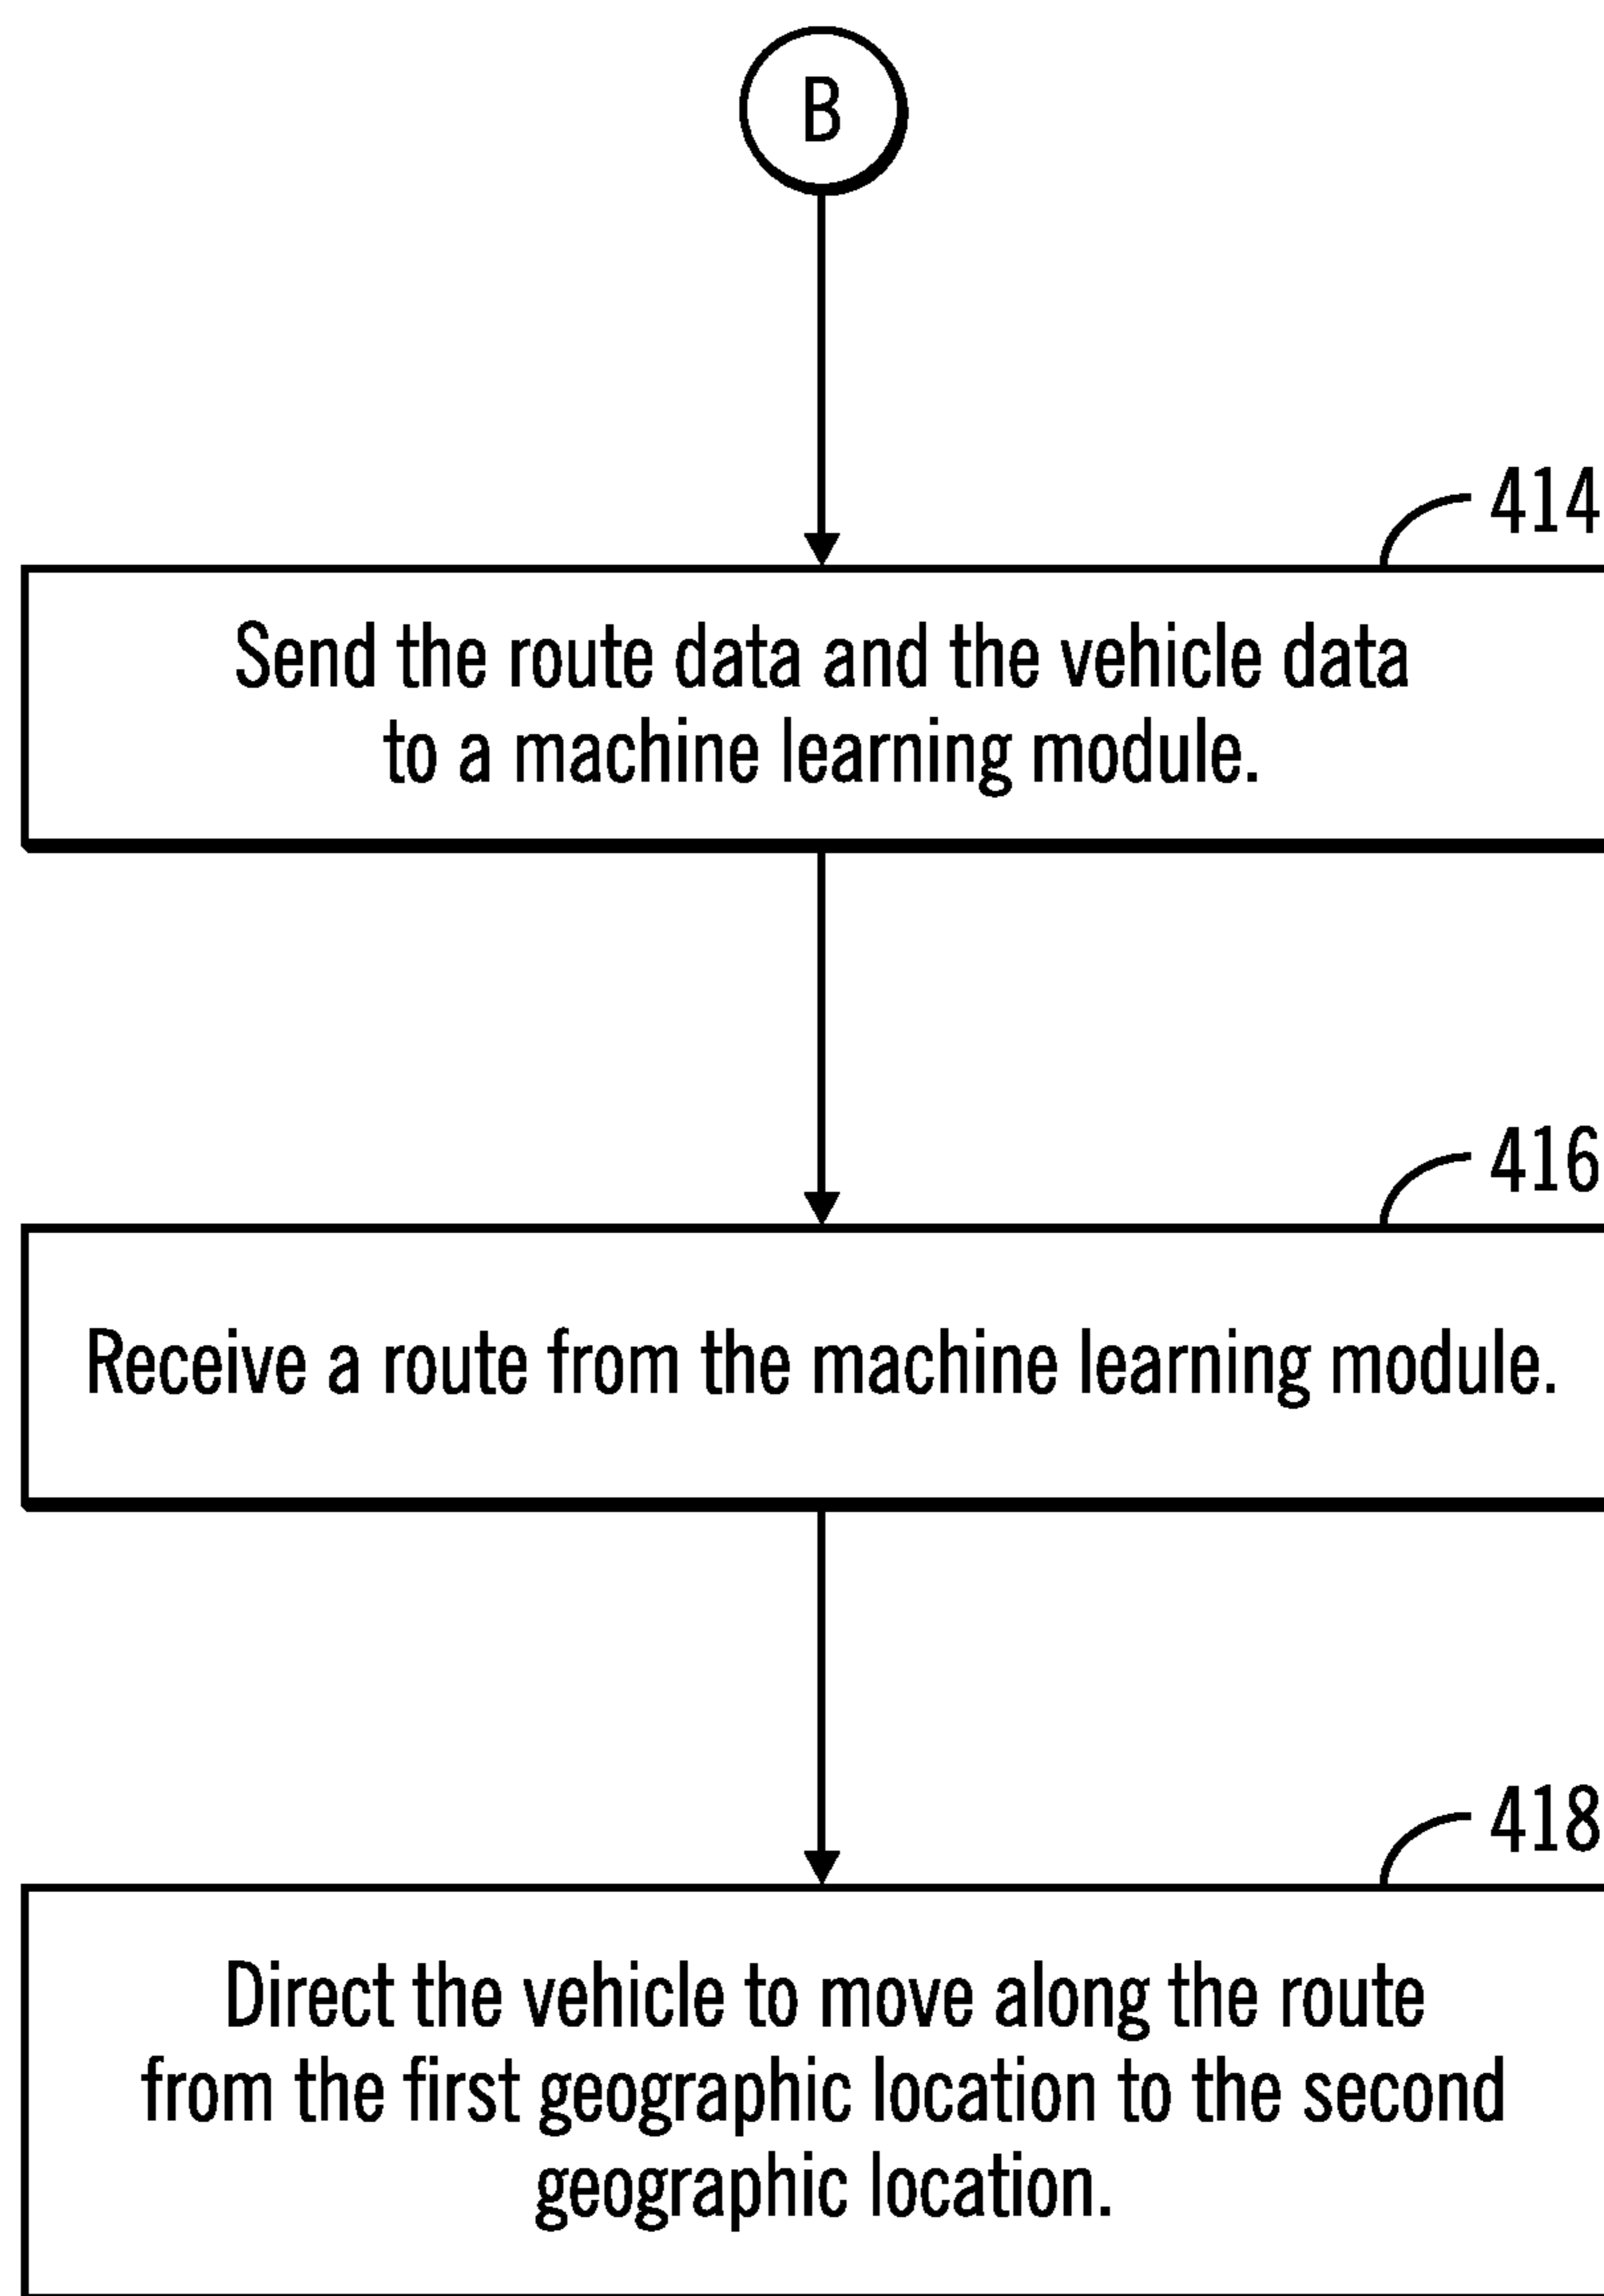 B
414
Send the route data and the vehicle data
to a machine learning module.
416
Receive a route from the machine learning module.
418
Direct the vehicle to move along the route
from the first geographic location to the second
geographic location.